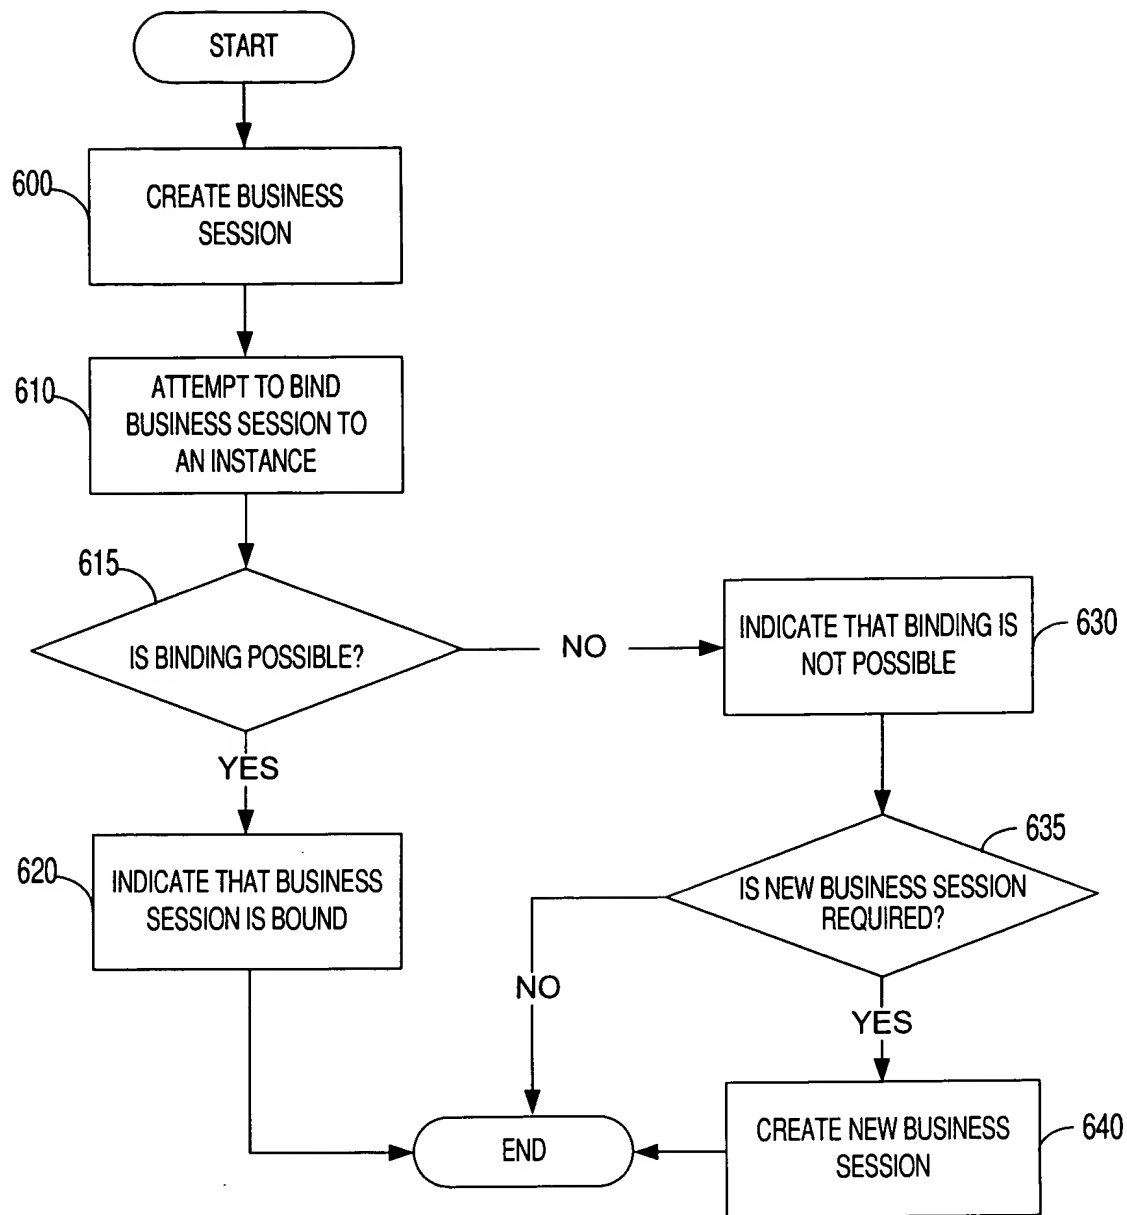 START
600
CREATE BUSINESS
SESSION
610
ATTEMPT TO BIND
BUSINESS SESSION TO
AN INSTANCE
615
IS BINDING POSSIBLE?
NO
INDICATE THAT BINDING IS
NOT POSSIBLE
630
YES
635
IS NEW BUSINESS SESSION
REQUIRED?
620
INDICATE THAT BUSINESS
SESSION IS BOUND
NO
YES
END
CREATE NEW BUSINESS
SESSION
640